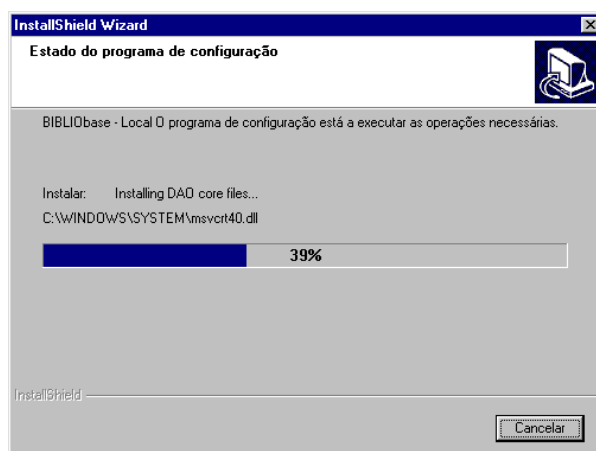 InstallShield Wizard
Estado do programa de configuração
BIBLIObase - Local O programa de configuração está a executar as operações necessárias.
Instalar: Installing DAO core files...
C:\WINDOWS\SYSTEM\msvcrt40.dll
39%
InstallShield
Cancelar